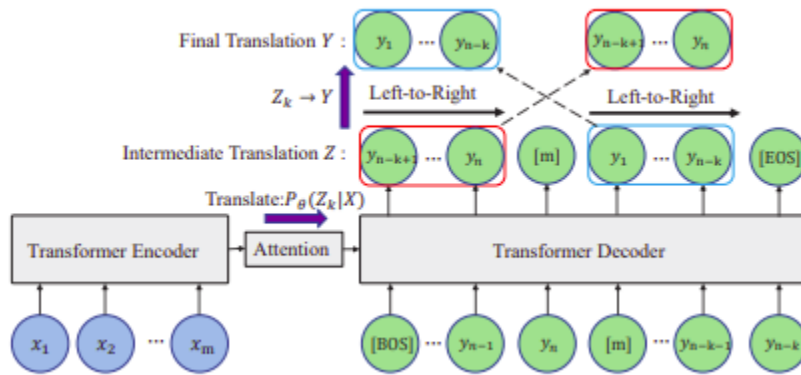 Final Translation Y : y₁ ... yₙ₋ₖ yₙ₋ₖ₊₁ ... yₙ
Zₖ → Y Left-to-Right Left-to-Right
Intermediate Translation Z : yₙ₋ₖ₊₁ ... yₙ [m] y₁ ... yₙ₋ₖ [EOS]
Translate:P_θ(Zₖ|X)
Transformer Encoder Attention Transformer Decoder
x₁ x₂ ... xₘ [BOS] ... yₙ₋₁ yₙ [m] ... yₙ₋ₖ₋₁ yₙ₋ₖ